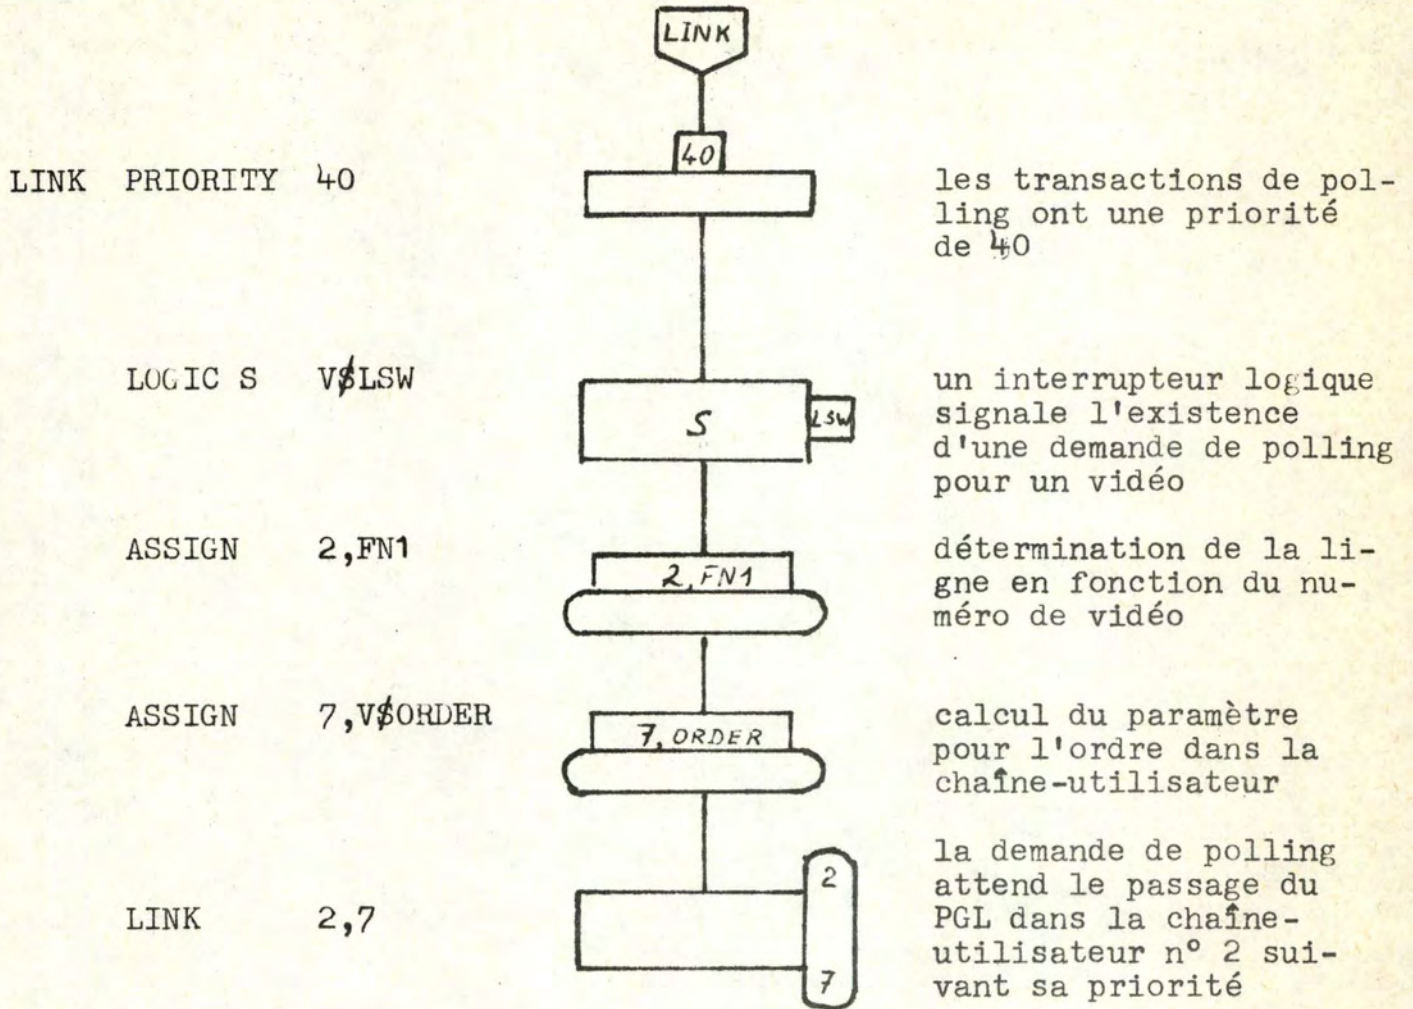 LINK
40
LINK PRIORITY 40
les transactions de pol-
ling ont une priorité
de 40
LOGIC S V$LSW
S
LSW
un interrupteur logique
signale l'existence
d'une demande de polling
pour un vidéo
ASSIGN 2,FN1
2, FN1
détermination de la li-
gne en fonction du nu-
méro de vidéo
ASSIGN 7,V$ORDER
7, ORDER
calcul du paramètre
pour l'ordre dans la
chaîne-utilisateur
LINK 2,7
2
7
la demande de polling
attend le passage du
PGL dans la chaîne-
utilisateur n° 2 sui-
vant sa priorité